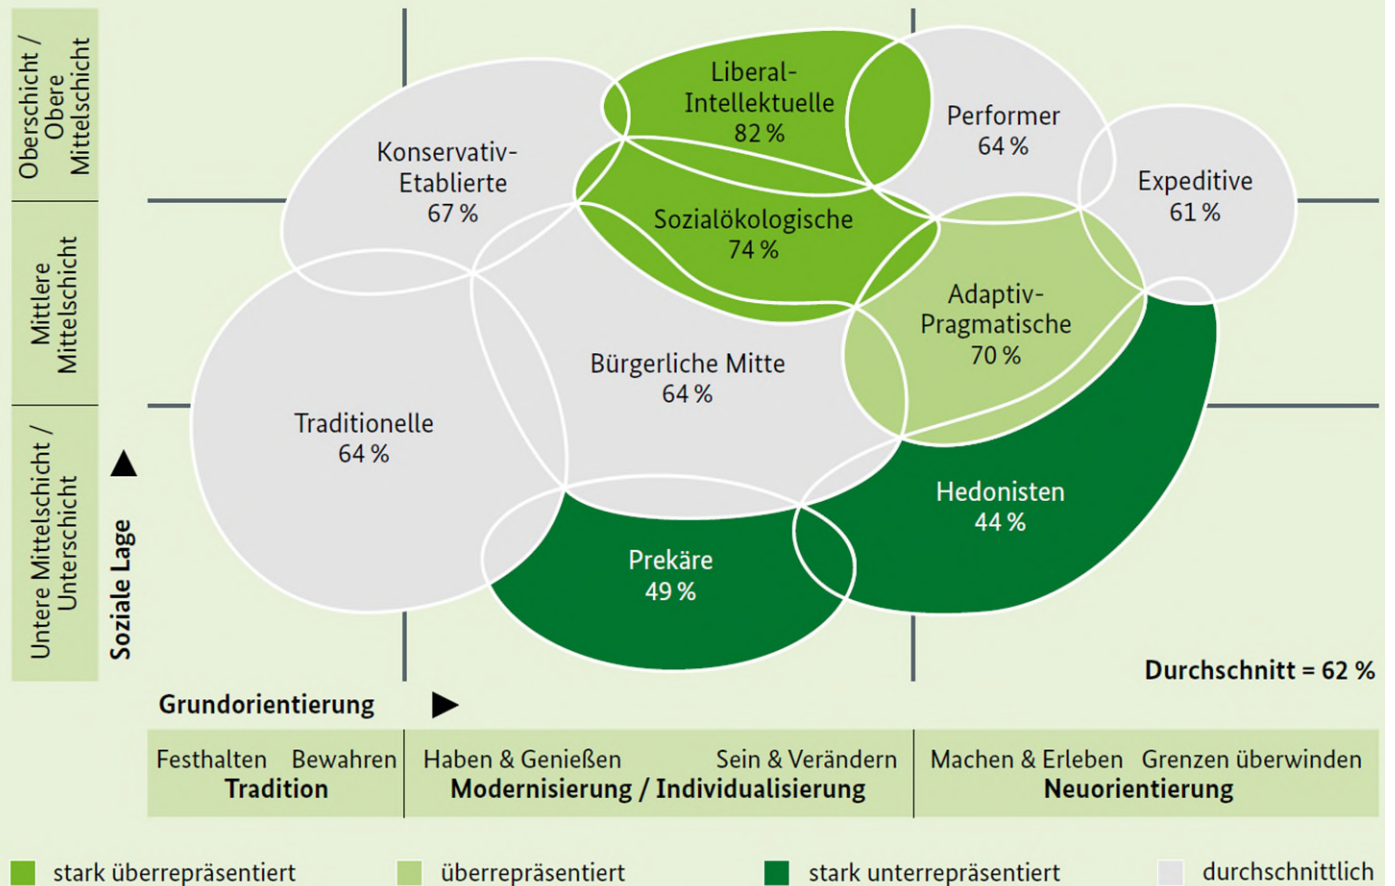 Oberschicht /
Obere
Mittelschicht
Mittlere
Mittelschicht
Untere Mittelschicht /
Unterschicht
Soziale Lage
Liberal-
Intellektuelle
82 %
Performer
64 %
Konservativ-
Etablierte
67 %
Expeditive
61 %
Sozialökologische
74 %
Adaptiv-
Pragmatische
70 %
Bürgerliche Mitte
64 %
Traditionelle
64 %
Hedonisten
44 %
Prekäre
49 %
Durchschnitt = 62 %
Grundorientierung
Festhalten Bewahren
Tradition
Haben & Genießen Sein & Verändern
Modernisierung / Individualisierung
Machen & Erleben Grenzen überwinden
Neuorientierung
stark überrepräsentiert
überrepräsentiert
stark unterrepräsentiert
durchschnittlich